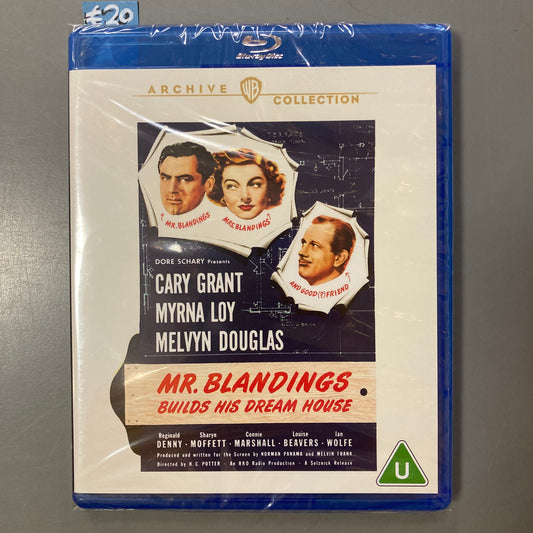 €20
Blu-ray Disc
ARCHIVE WB COLLECTION
MR. BLANDINGS
MRS. BLANDINGS
AND GOOD(?) FRIEND
DORE SCHARY Presents
CARY GRANT
MYRNA LOY
MELVYN DOUGLAS
MR. BLANDINGS
BUILDS HIS DREAM HOUSE
Reginald Sharyn Connie Louise Ian
DENNY · MOFFETT · MARSHALL · BEAVERS · WOLFE
Produced and written for the Screen by NORMAN PANAMA and MELVIN FRANK
Directed by H. C. POTTER - An RKO Radio Production - A Selznick Release
U